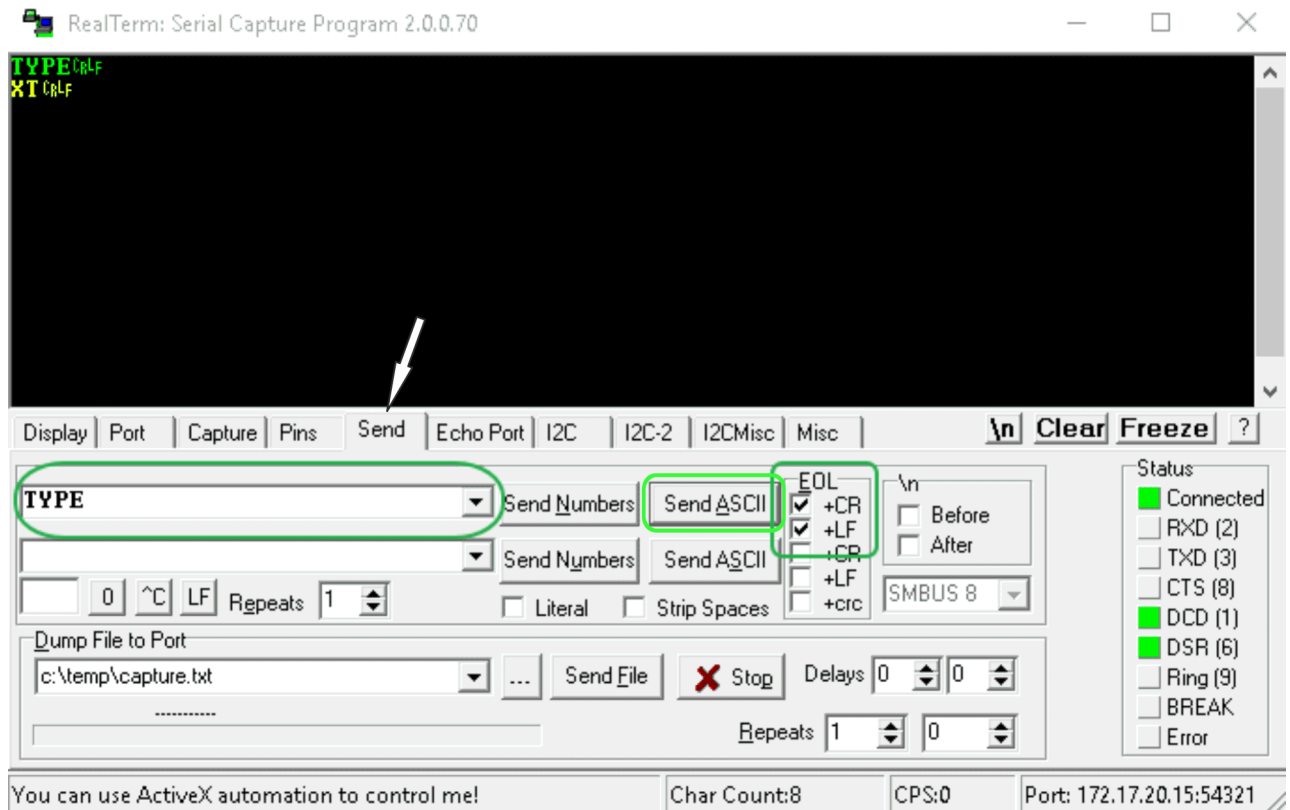 RealTerm: Serial Capture Program 2.0.0.70
TYPECRLF
XTCRLF
Display Port Capture Pins Send Echo Port I2C I2C-2 I2CMisc Misc \n Clear Freeze ?
TYPE Send Numbers Send ASCII
Send Numbers Send ASCII
0 ^C LF Repeats 1 Literal Strip Spaces
EOL
+CR
+LF
+CR
+LF
+crc
\n
Before
After
SMBUS 8
Dump File to Port
c:\temp\capture.txt ... Send File Stop Delays 0 0
-----------
Repeats 1 0
Status
Connected
RXD (2)
TXD (3)
CTS (8)
DCD (1)
DSR (6)
Ring (9)
BREAK
Error
You can use ActiveX automation to control me! Char Count:8 CPS:0 Port: 172.17.20.15:54321